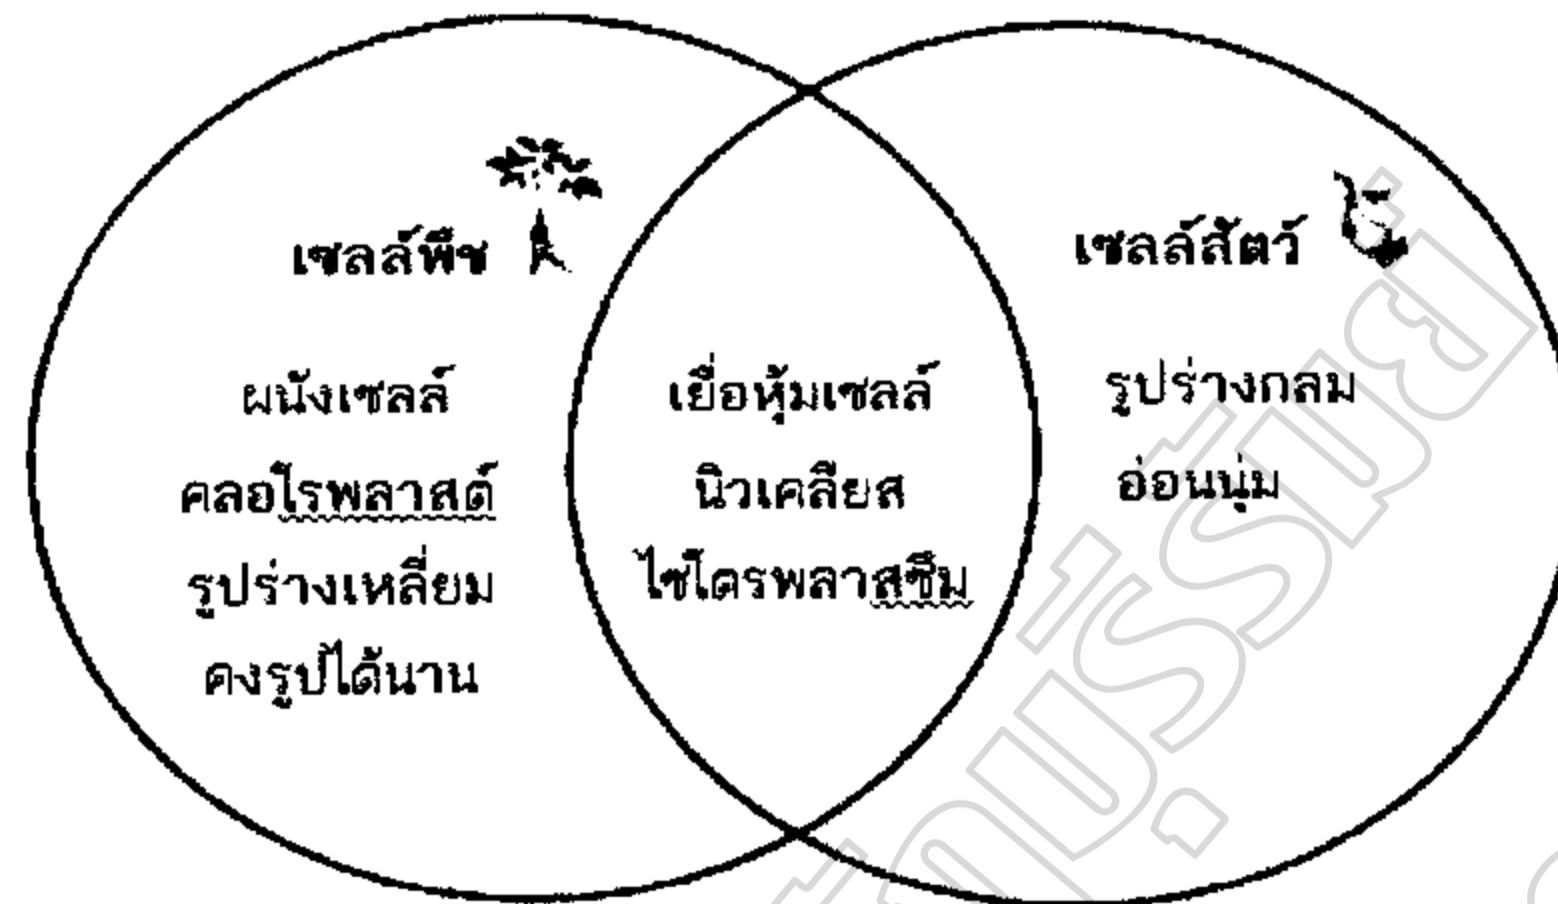 เซลล์พืช
ผนังเซลล์
คลอโรพลาสต์
รูปร่างเหลี่ยม
คงรูปได้นาน
เยื่อหุ้มเซลล์
นิวเคลียส
ไซโตรพลาสซึม
เซลล์สัตว์
รูปร่างกลม
อ่อนนุ่ม